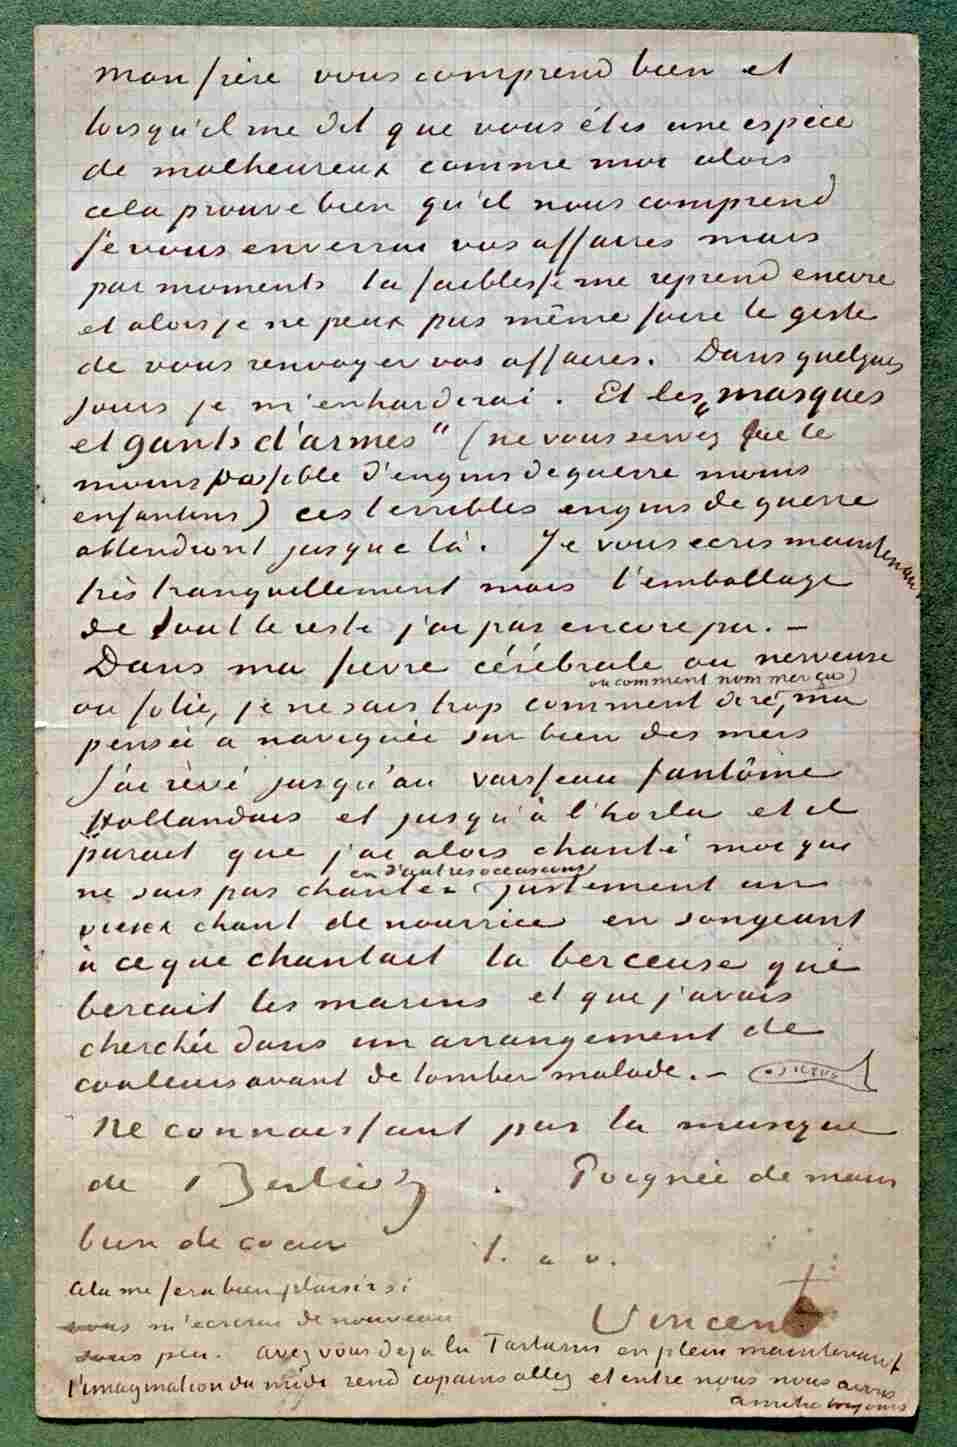 mon frère vous comprend bien et
lorsqu'il me dit que vous êtes une espèce
de malheureux comme moi alors
cela prouve bien qu'il nous comprend
Je vous enverrai vos affaires mais
par moments la faiblesse me reprend encore
et alors je ne peux pas même faire le geste
de vous renvoyer vos affaires. Dans quelques
jours je m'enhardirai. Et les „masques
et gants d'armes" (ne vous servez que le
moins possible d'engins de guerre moins
enfantins) ces terribles engins de guerre
attendront jusque là. Je vous ecris maintenant
très tranquillement mais l'emballage
de tout le reste j'ai pas encore pu. —
Dans ma fievre cérébrale ou nerveuse
ou comment nommer ça)
ou folie, je ne sais trop comment dire, ma
pensée a naviguée sur bien des mers
J'ai rêvé jusqu'au vaisseau fantôme
Hollandais et jusqu'à l'horla et il
parait que j'ai alors chanté moi qui
en d'autres occasions
ne sais pas chanter justement un
vieux chant de nourrice en songeant
à ce que chantait la berceuse qui
bercait les marins et que j'avais
cherchée dans un arrangement de
couleurs avant de tomber malade. —
Ne connaissant pas la musique
de Berlioz. Poignée de main
bien de coeur t. a v.
Vincent
Cela me fera bien plaisir si
vous m'ecrirez de nouveau
sous peu. avez vous deja lu Tartarin en plein maintenant
l'imagination du midi rend copains allez et entre nous nous avons
amitie toujours